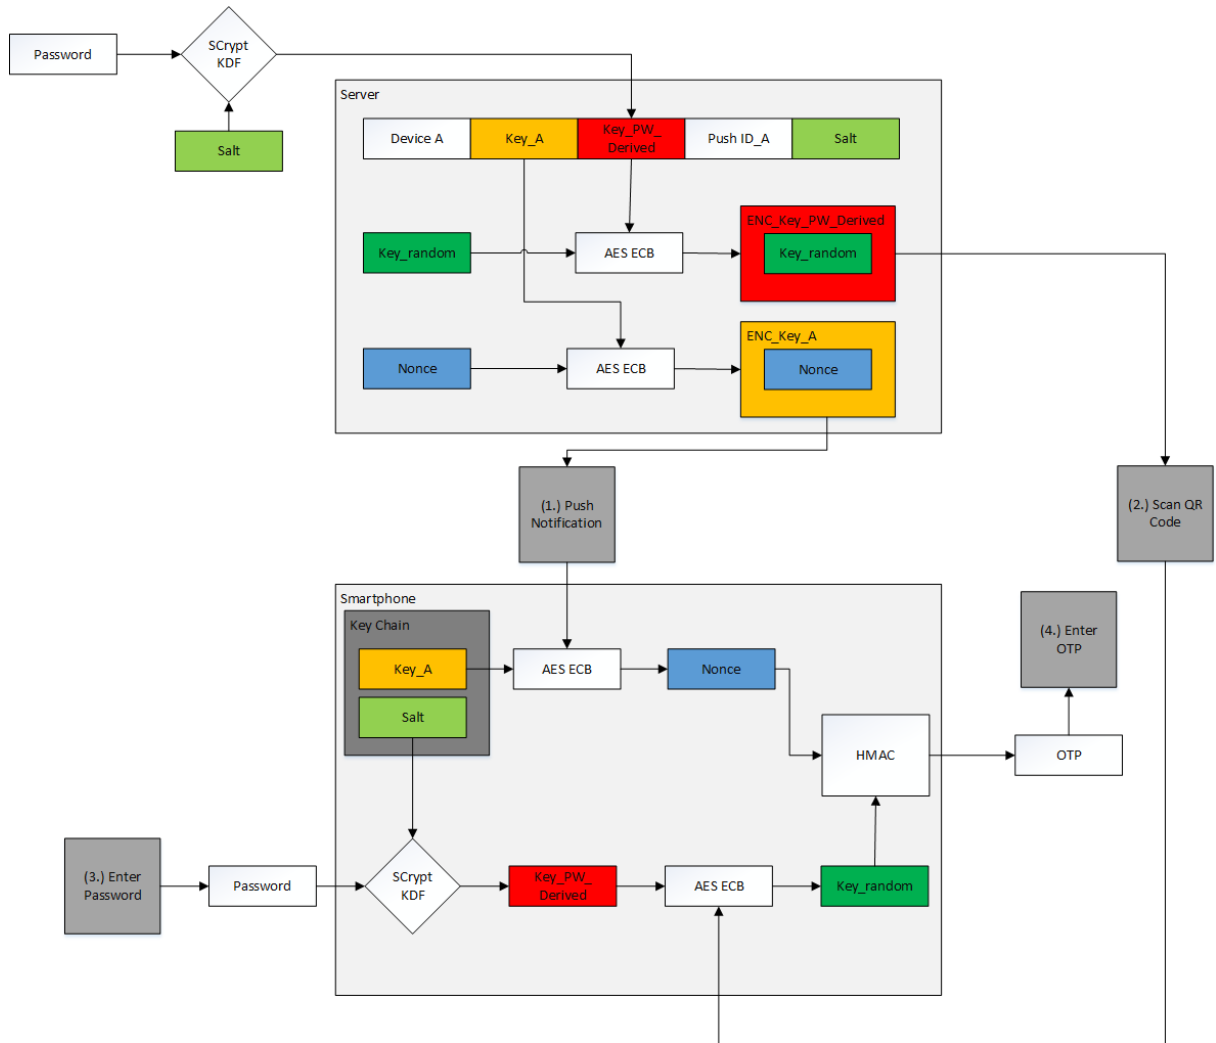 Password
SCrypt
KDF
Salt
Server
Device A
Key_A
Key_PW_
Derived
Push ID_A
Salt
Key_random
AES ECB
ENC_Key_PW_Derived
Key_random
Nonce
AES ECB
ENC_Key_A
Nonce
(1.) Push
Notification
(2.) Scan QR
Code
Smartphone
Key Chain
Key_A
Salt
AES ECB
Nonce
(4.) Enter
OTP
HMAC
OTP
(3.) Enter
Password
Password
SCrypt
KDF
Key_PW_
Derived
AES ECB
Key_random